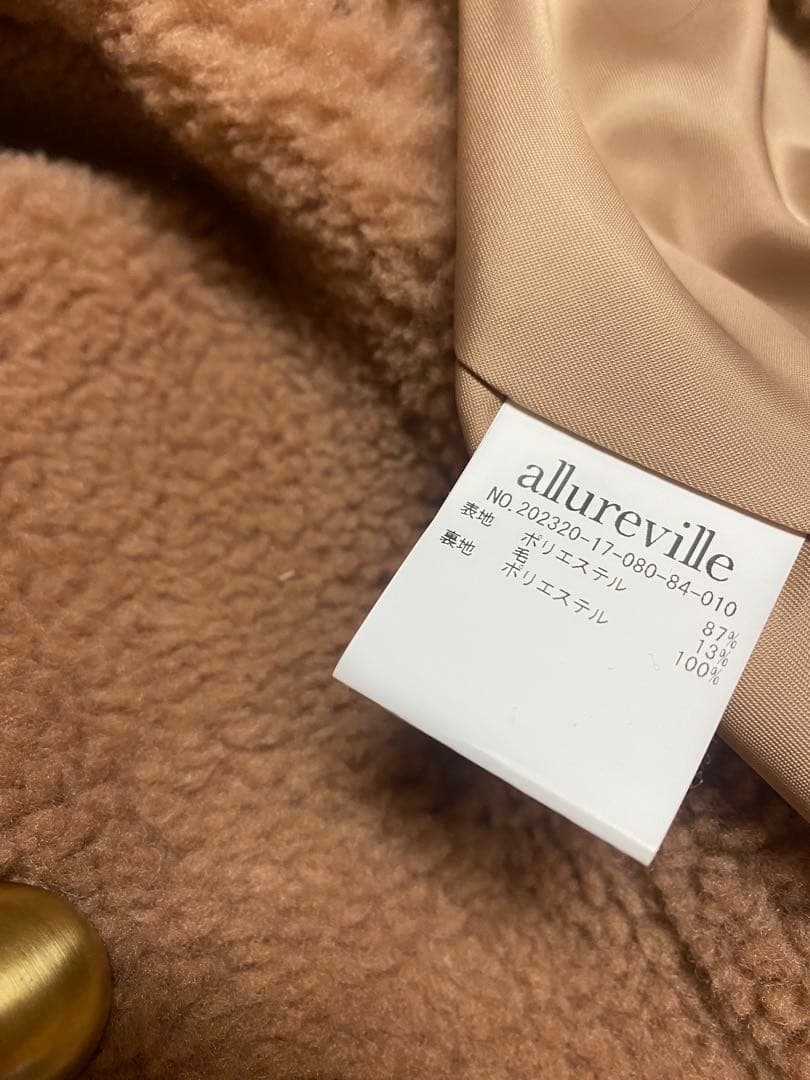 allureville
NO.202320-17-080-84-010
表地 ポリエステル 87%
毛 13%
裏地 ポリエステル 100%